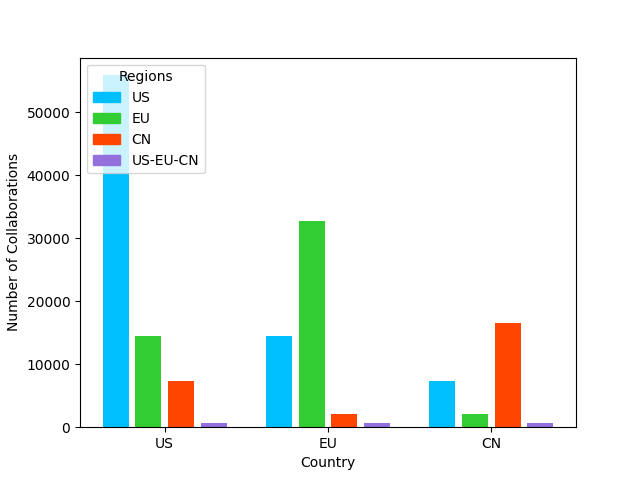 Regions
US
EU
CN
US-EU-CN
50000
40000
30000
20000
10000
0
Number of Collaborations
US
EU
CN
Country